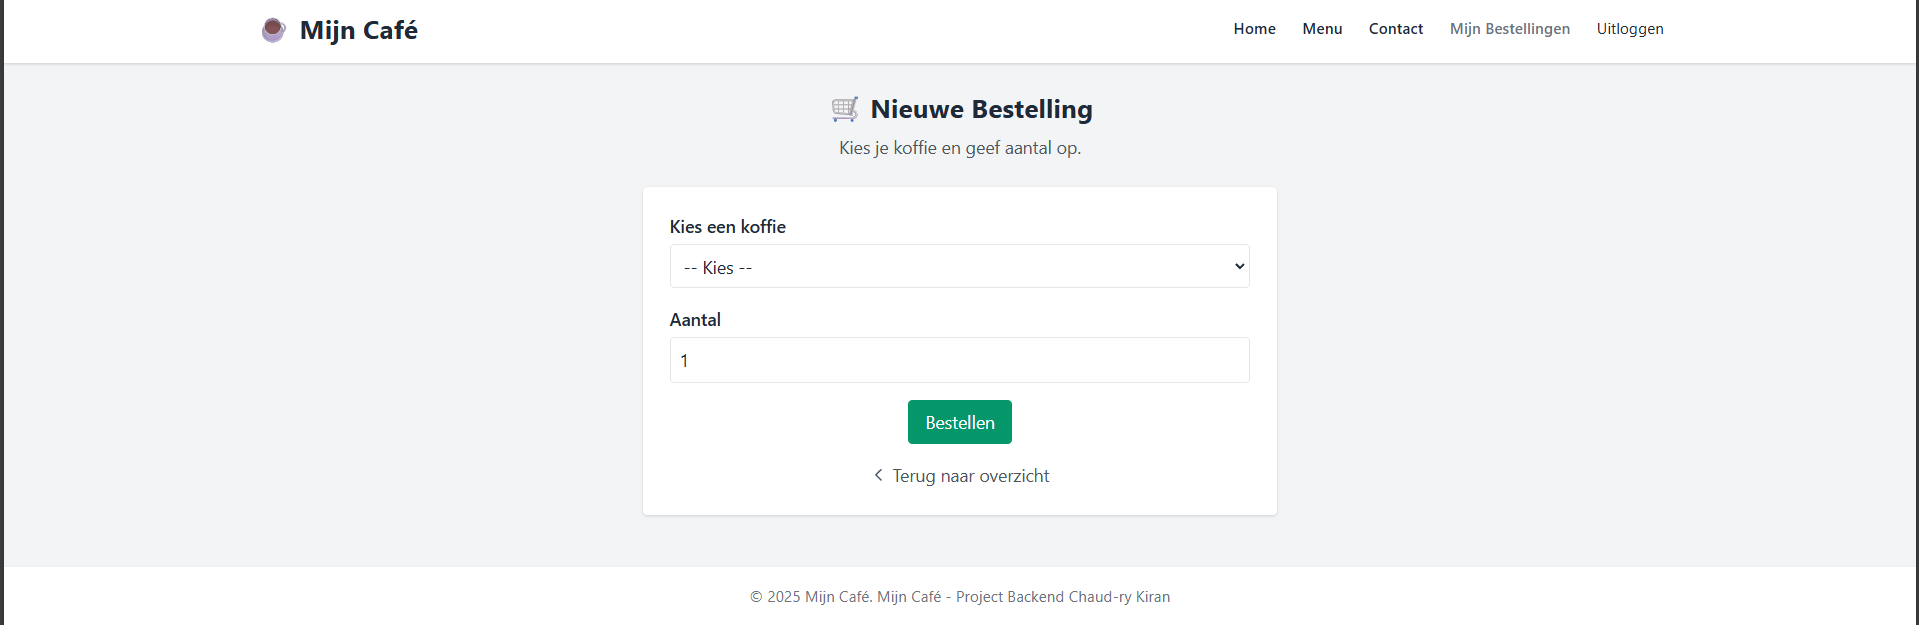 Mijn Café
Home Menu Contact Mijn Bestellingen Uitloggen
Nieuwe Bestelling
Kies je koffie en geef aantal op.
Kies een koffie
-- Kies --
Aantal
1
Bestellen
Terug naar overzicht
© 2025 Mijn Café. Mijn Café - Project Backend Chaud-ry Kiran